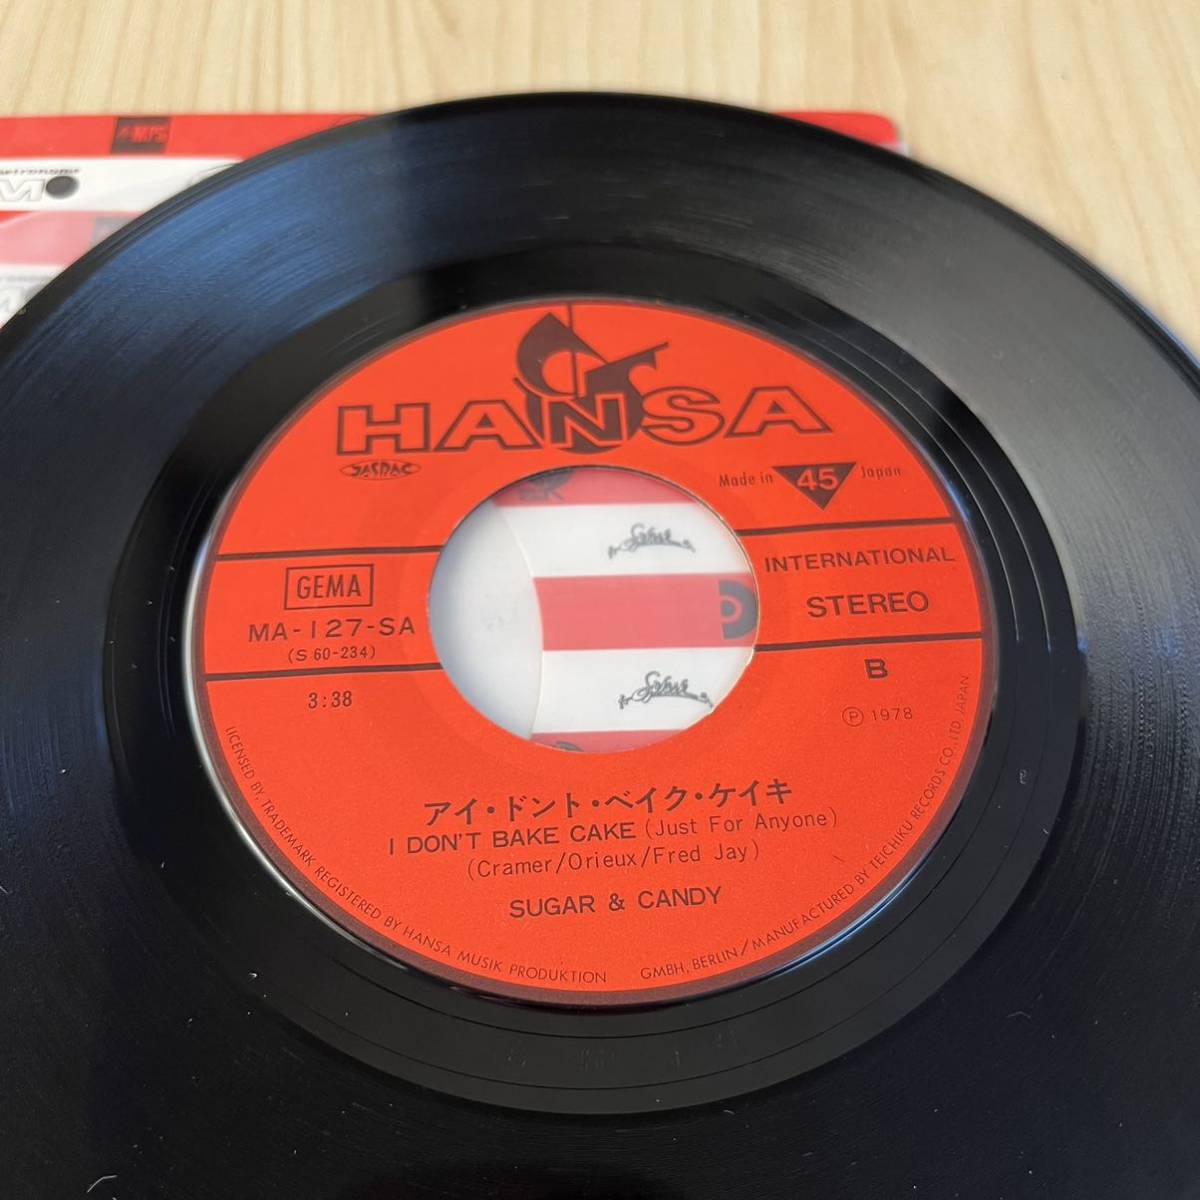 MPS
HANSA
JASRAC
Made in 45 Japan
GEMA
INTERNATIONAL
MA-127-SA
STEREO
(S 60-234)
B
3:38
Ⓟ 1978
アイ・ドント・ベイク・ケイキ
I DON'T BAKE CAKE (Just For Anyone)
(Cramer/Orieux/Fred Jay)
SUGAR & CANDY
LICENSED BY, TRADEMARK REGISTERED BY HANSA MUSIK PRODUKTION GMBH, BERLIN/MANUFACTURED BY TEICHIKU RECORDS CO., LTD. JAPAN